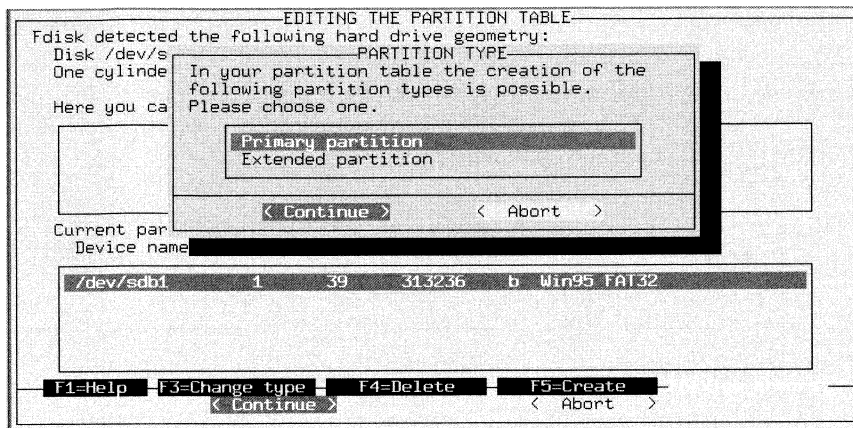 EDITING THE PARTITION TABLE
Fdisk detected the following hard drive geometry:
Disk /dev/s
One cylinde
Here you ca
PARTITION TYPE
In your partition table the creation of the
following partition types is possible.
Please choose one.
Primary partition
Extended partition
< Continue > < Abort >
Current par
Device name
/dev/sdb1 1 39 313236 b Win95 FAT32
F1=Help F3=Change type F4=Delete F5=Create
< Continue > < Abort >